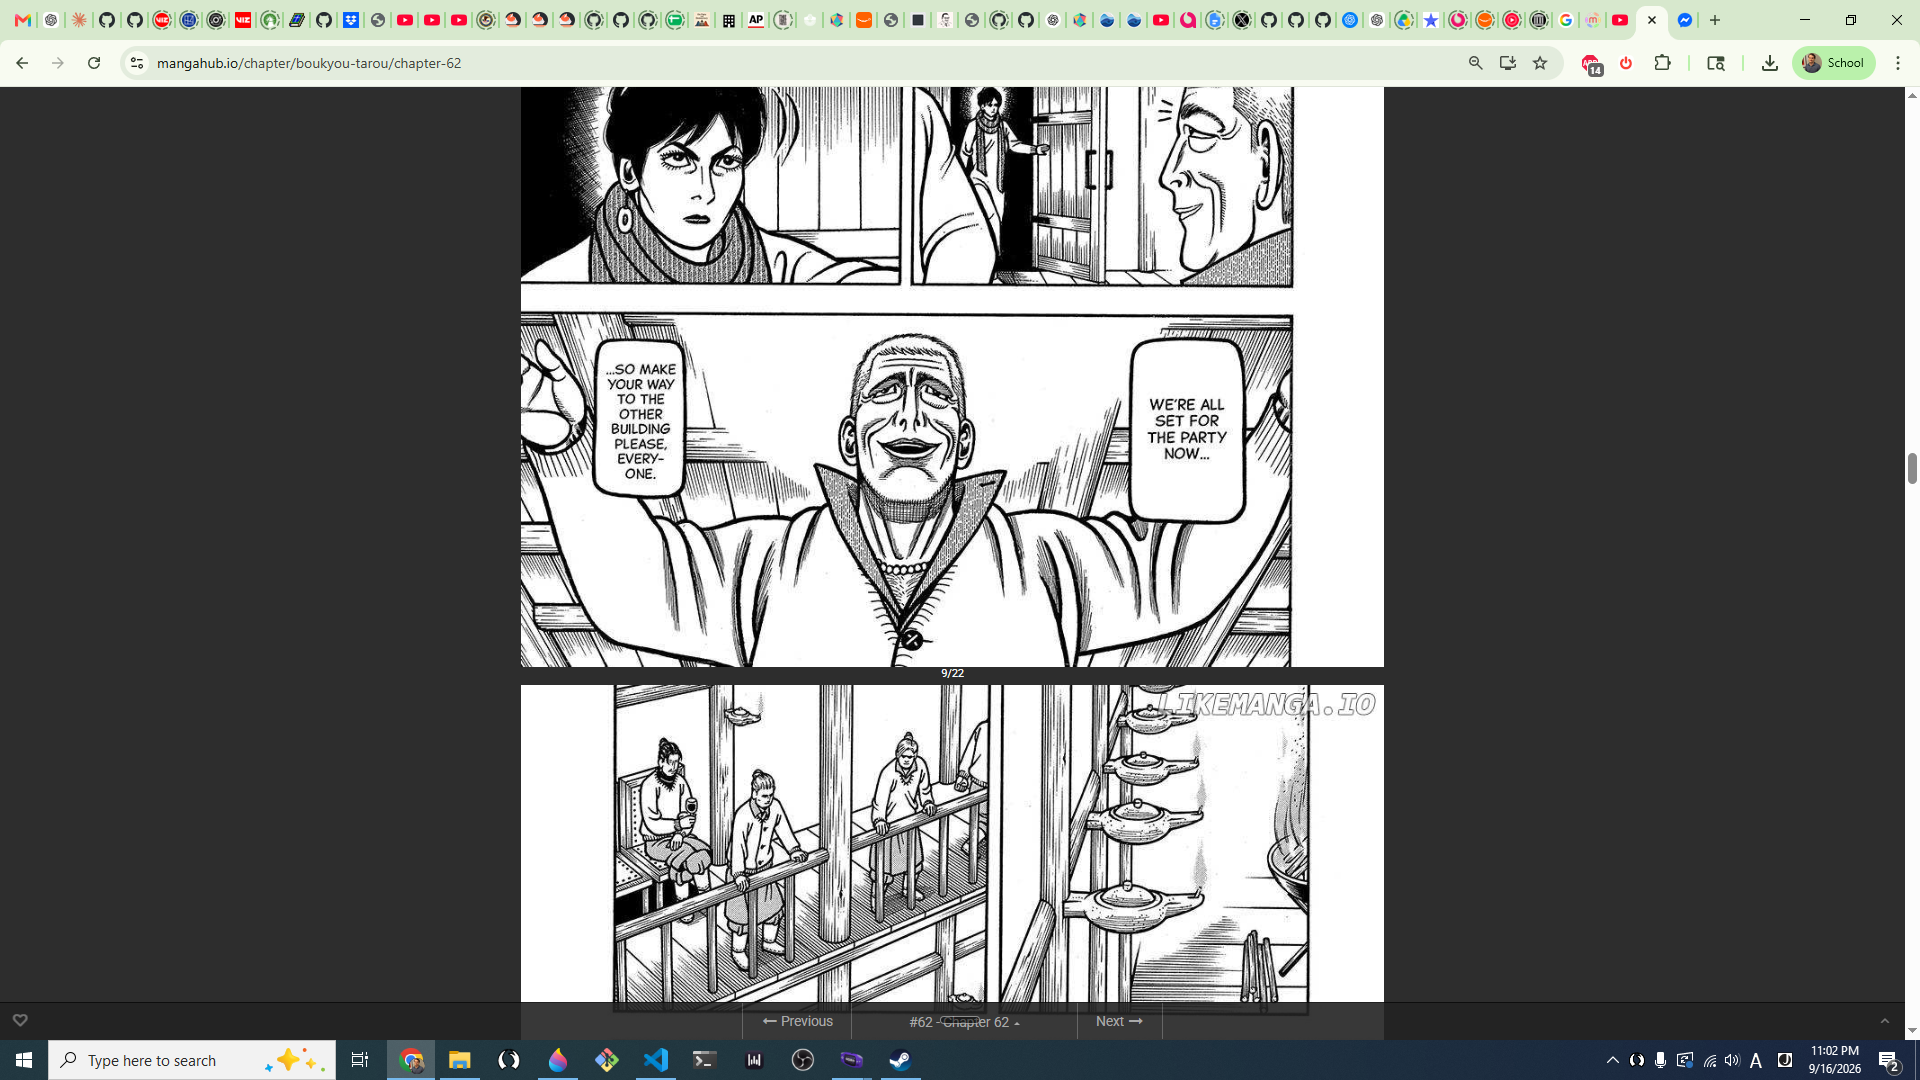 mangahub.io/chapter/boukyou-tarou/chapter-62
14
School
WE'RE ALL
SET FOR
THE PARTY
NOW...
...SO MAKE
YOUR WAY
TO THE
OTHER
BUILDING
PLEASE,
EVERY-
ONE.
9/22
LIKEMANGA.IO
Previous
#62 - Chapter 62
Next
Type here to search
11:02 PM
9/16/2026
2